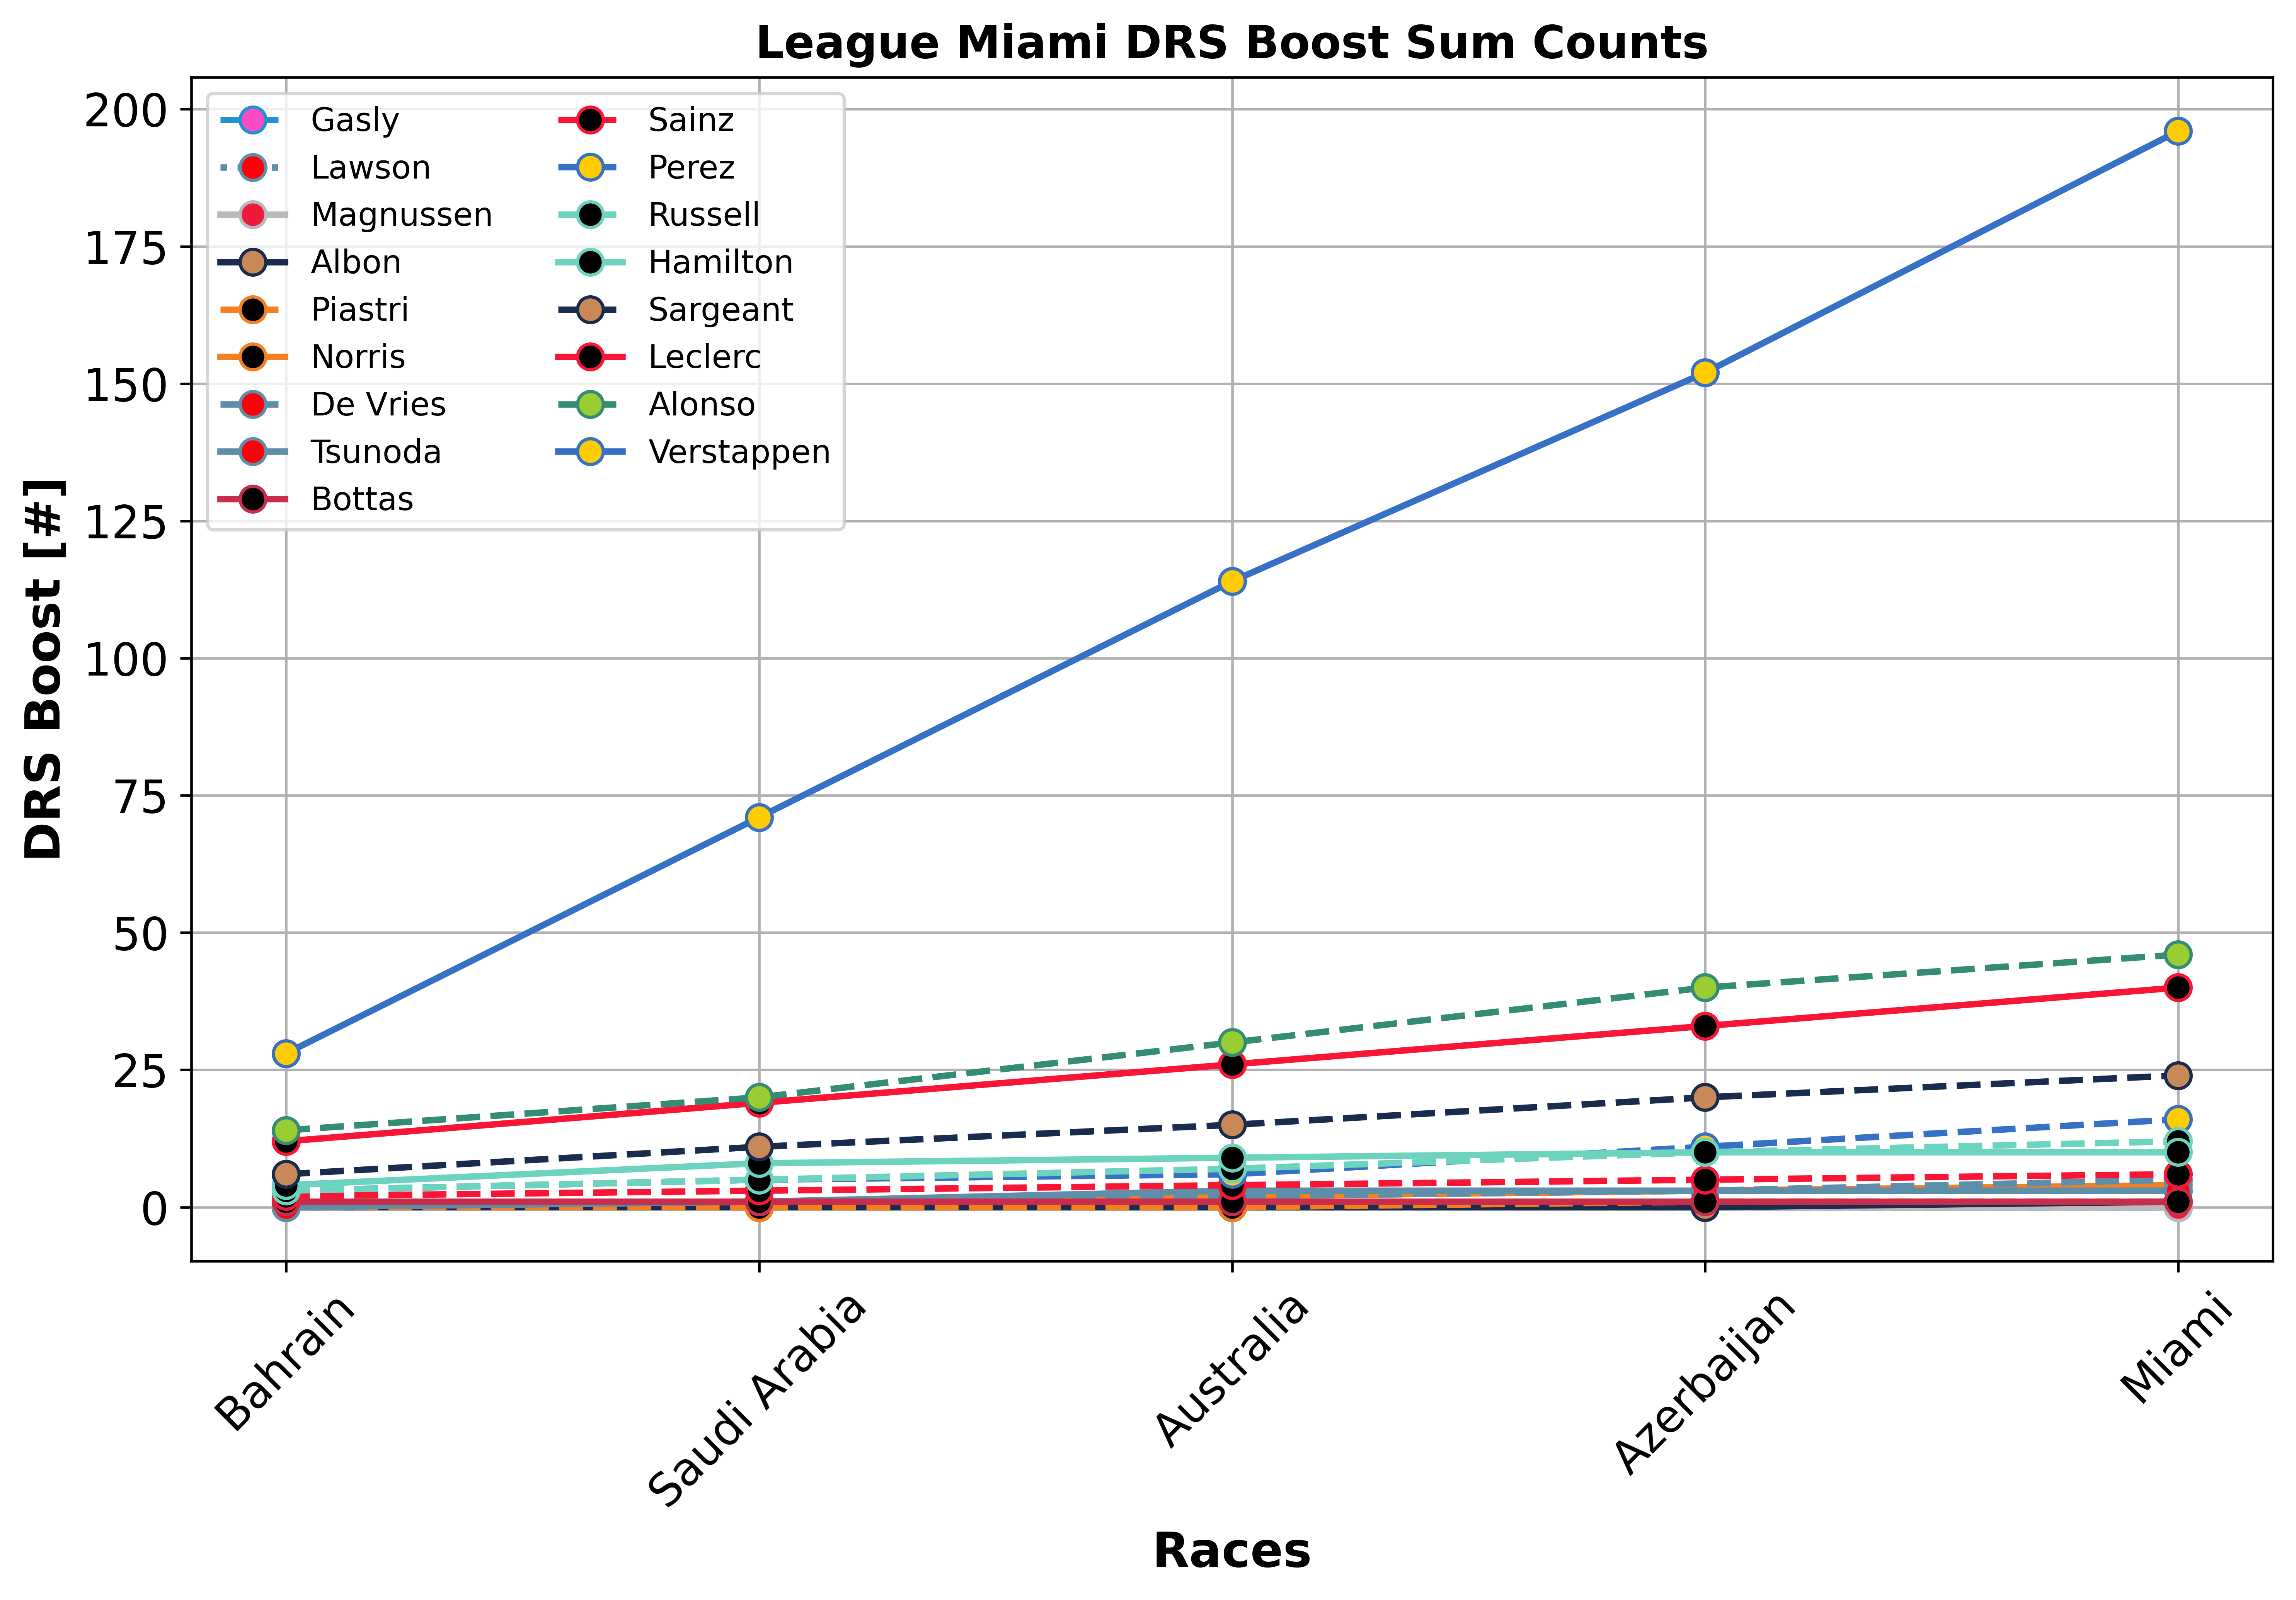 League Miami DRS Boost Sum Counts
200
175
150
125
100
75
50
25
0
DRS Boost [#]
Gasly
Lawson
Magnussen
Albon
Piastri
Norris
De Vries
Tsunoda
Bottas
Sainz
Perez
Russell
Hamilton
Sargeant
Leclerc
Alonso
Verstappen
Bahrain
Saudi Arabia
Australia
Azerbaijan
Miami
Races